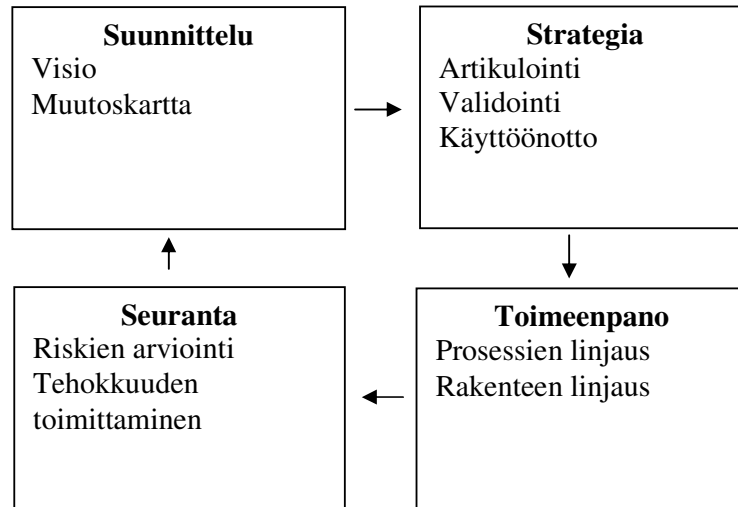 Suunnittelu
Visio
Muutoskartta
Strategia
Artikulointi
Validointi
Käyttöönotto
Seuranta
Riskien arviointi
Tehokkuuden
toimittaminen
Toimeenpano
Prosessien linjaus
Rakenteen linjaus